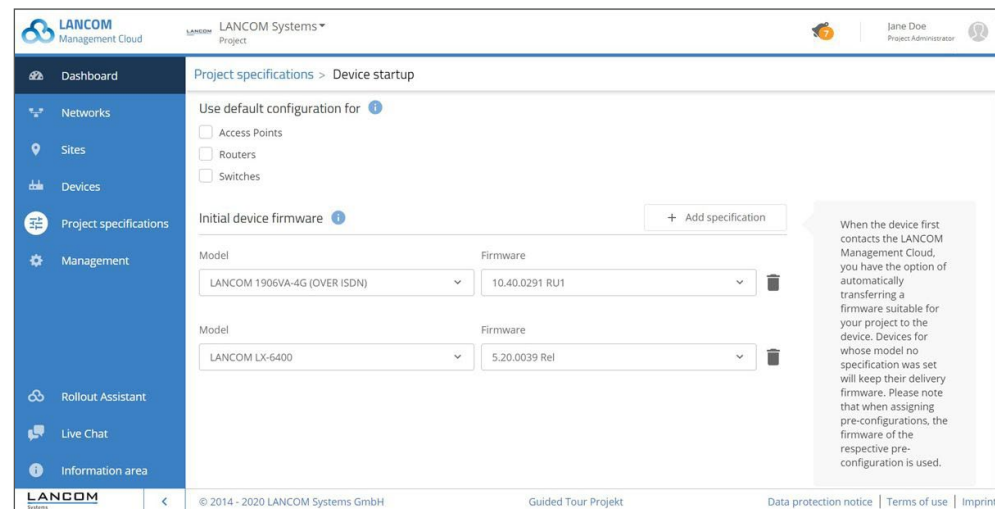 LANCOM
Management Cloud
LANCOM
LANCOM Systems
Project
7
Jane Doe
Project Administrator
Dashboard
Networks
Sites
Devices
Project specifications
Management
Rollout Assistant
Live Chat
Information area
LANCOM
Systems
Project specifications > Device startup
Use default configuration for i
Access Points
Routers
Switches
Initial device firmware i
+ Add specification
Model
Firmware
LANCOM 1906VA-4G (OVER ISDN)
10.40.0291 RU1
Model
Firmware
LANCOM LX-6400
5.20.0039 Rel
When the device first
contacts the LANCOM
Management Cloud,
you have the option of
automatically
transferring a
firmware suitable for
your project to the
device. Devices for
whose model no
specification was set
will keep their delivery
firmware. Please note
that when assigning
pre-configurations, the
firmware of the
respective pre-
configuration is used.
© 2014 - 2020 LANCOM Systems GmbH
Guided Tour Projekt
Data protection notice | Terms of use | Imprint